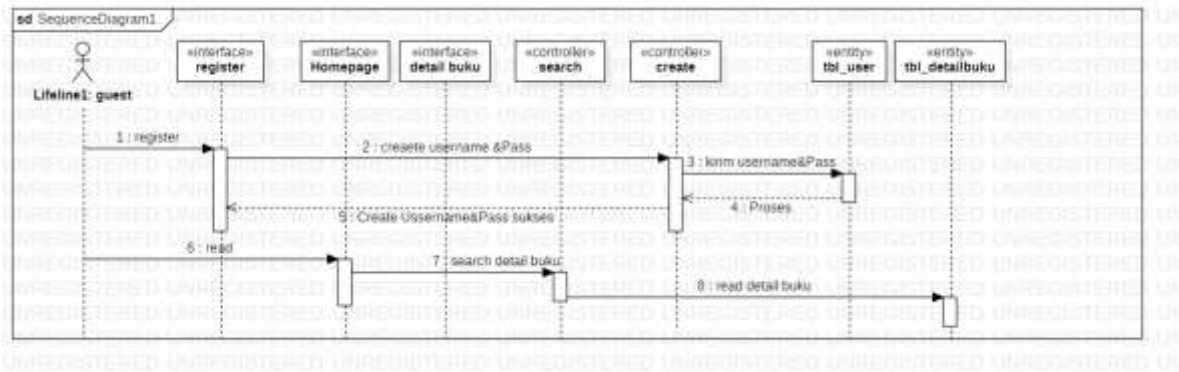 sd SequenceDiagram1
«interface»
register
«interface»
Homepage
«interface»
detail buku
«controller»
search
«controller»
create
«entity»
tbl_user
«entity»
tbl_detailbuku
Lifeline1: guest
1 : register
2 : creaete username &Pass
3 : kirim username&Pass
4 : Proses
5 : Create Ussername&Pass sukses
6 : read
7 : search detail buku
8 : read detail buku
UNREGISTERED